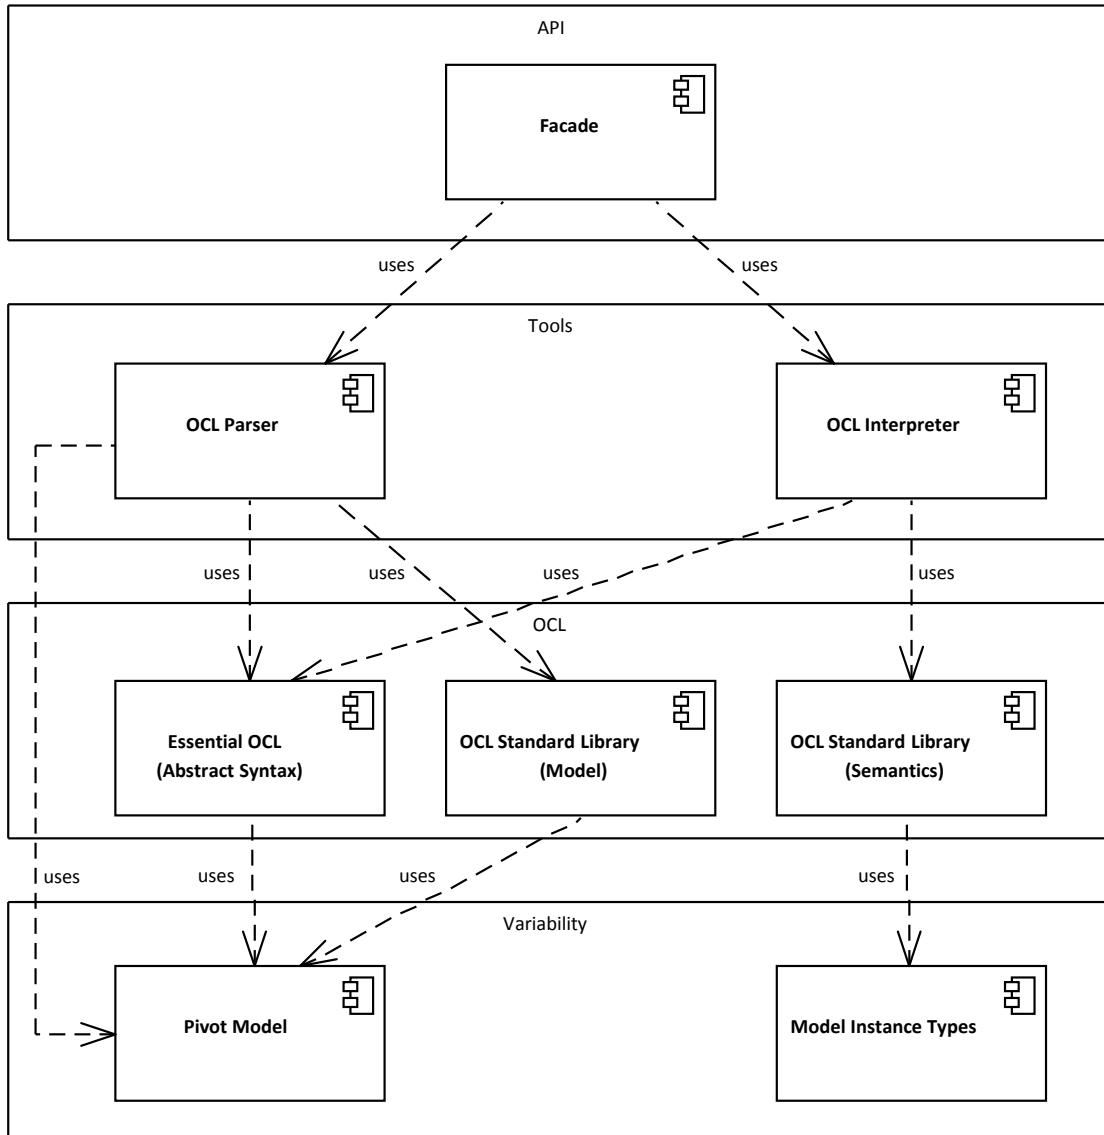 API
Facade
uses
uses
Tools
OCL Parser
OCL Interpreter
uses
uses
uses
uses
OCL
Essential OCL
(Abstract Syntax)
OCL Standard Library
(Model)
OCL Standard Library
(Semantics)
uses
uses
uses
uses
Variability
Pivot Model
Model Instance Types